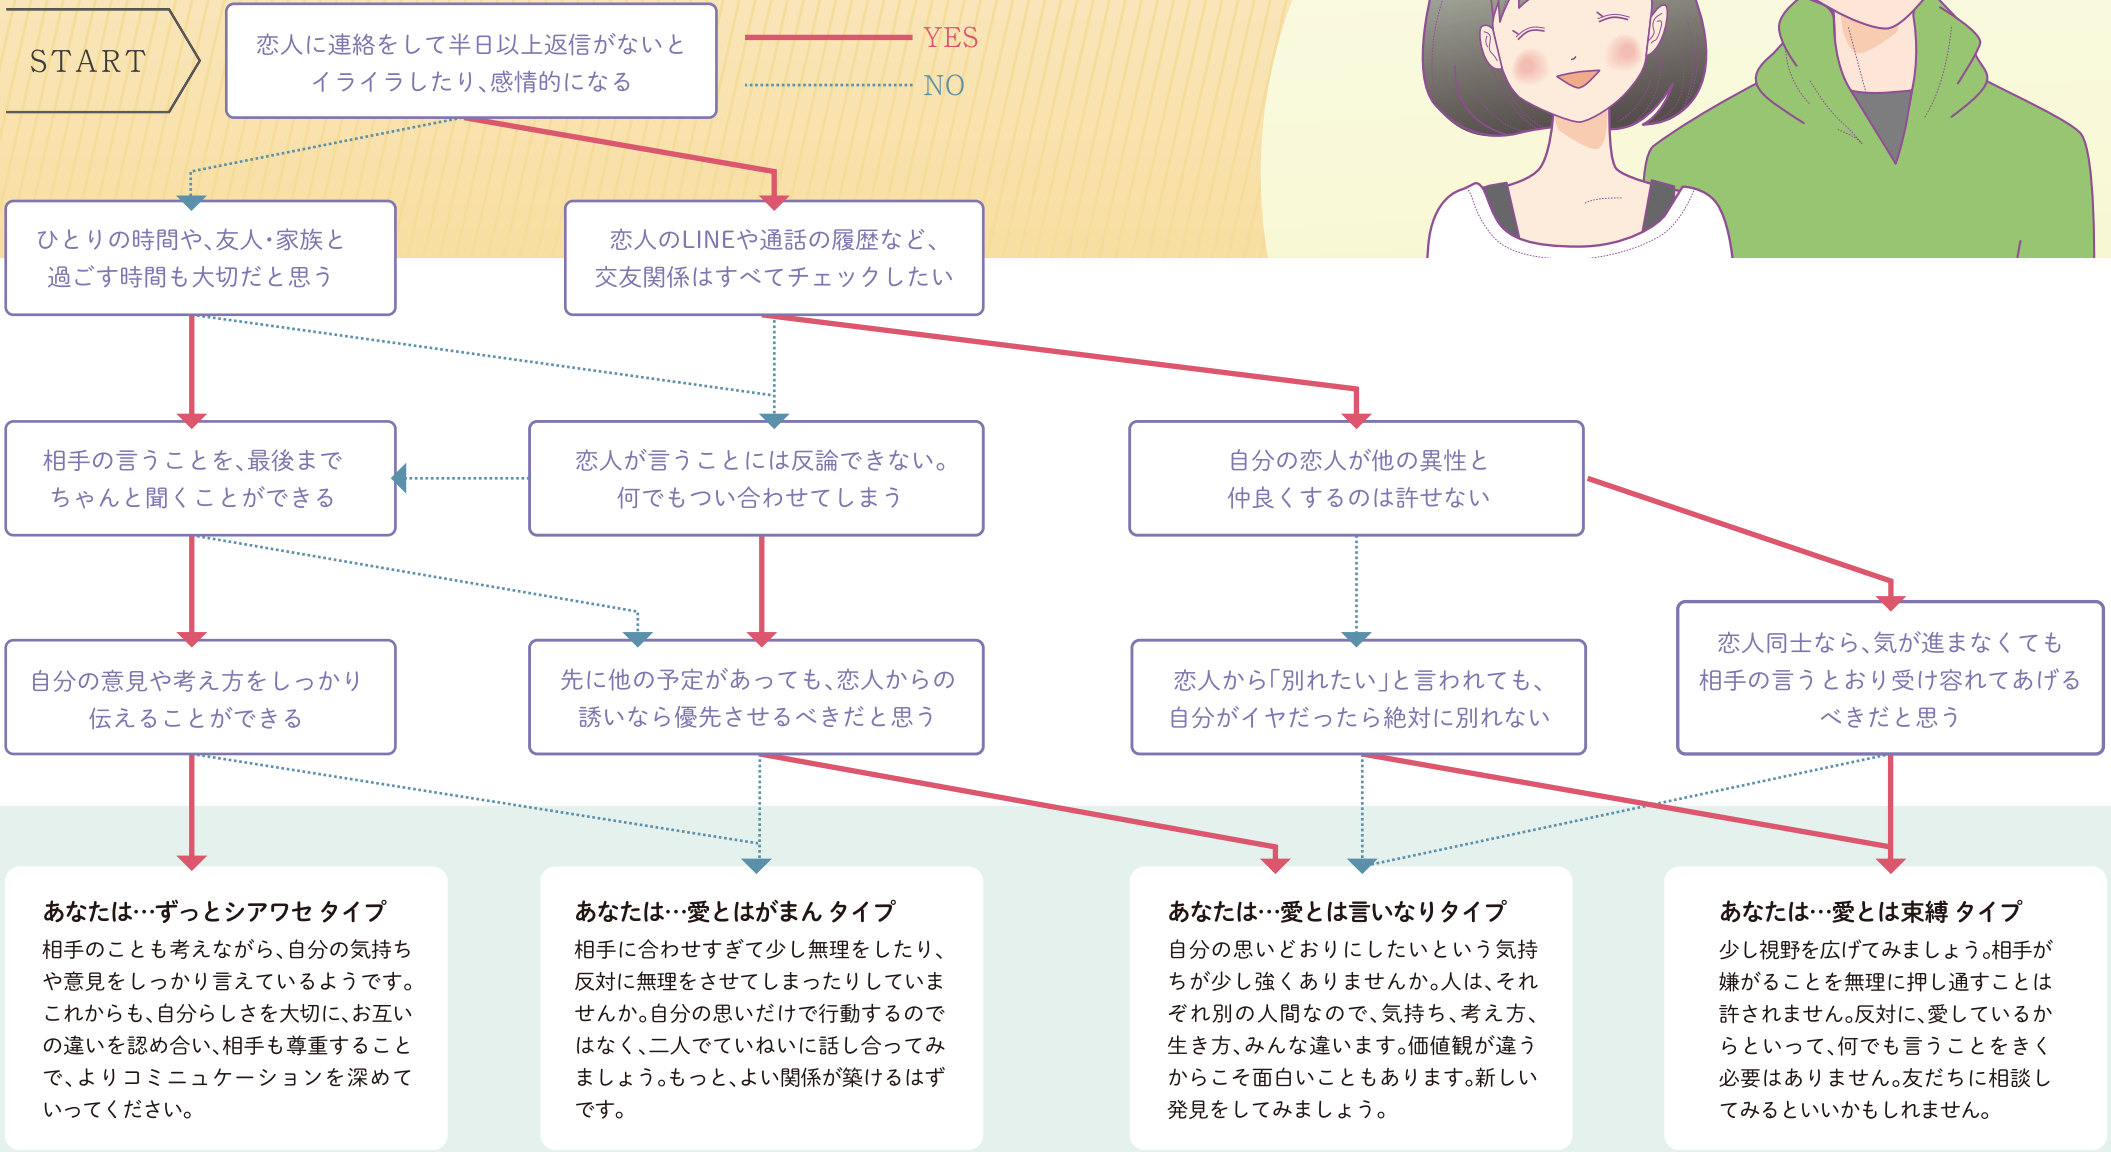 START
恋人に連絡をして半日以上返信がないと
イライラしたり、感情的になる
YES
NO
ひとりの時間や、友人・家族と
過ごす時間も大切だと思う
恋人のLINEや通話の履歴など、
交友関係はすべてチェックしたい
相手の言うことを、最後まで
ちゃんと聞くことができる
恋人が言うことには反論できない。
何でもつい合わせてしまう
自分の恋人が他の異性と
仲良くするのは許せない
自分の意見や考え方をしっかり
伝えることができる
先に他の予定があっても、恋人からの
誘いなら優先させるべきだと思う
恋人から「別れたい」と言われても、
自分がイヤだったら絶対に別れない
恋人同士なら、気が進まなくても
相手の言うとおり受け容れてあげる
べきだと思う
あなたは…ずっとシアワセ タイプ
相手のことも考えながら、自分の気持ち
や意見をしっかり言えているようです。
これからも、自分らしさを大切に、お互い
の違いを認め合い、相手も尊重すること
で、よりコミニュケーションを深めて
いってください。
あなたは…愛とはがまん タイプ
相手に合わせすぎて少し無理をしたり、
反対に無理をさせてしまったりしていま
せんか。自分の思いだけで行動するので
はなく、二人でていねいに話し合ってみ
ましょう。もっと、よい関係が築けるはず
です。
あなたは…愛とは言いなりタイプ
自分の思いどおりにしたいという気持
ちが少し強くありませんか。人は、それ
ぞれ別の人間なので、気持ち、考え方、
生き方、みんな違います。価値観が違う
からこそ面白いこともあります。新しい
発見をしてみましょう。
あなたは…愛とは束縛 タイプ
少し視野を広げてみましょう。相手が
嫌がることを無理に押し通すことは
許されません。反対に、愛しているか
らといって、何でも言うことをきく
必要はありません。友だちに相談し
てみるといいかもしれません。